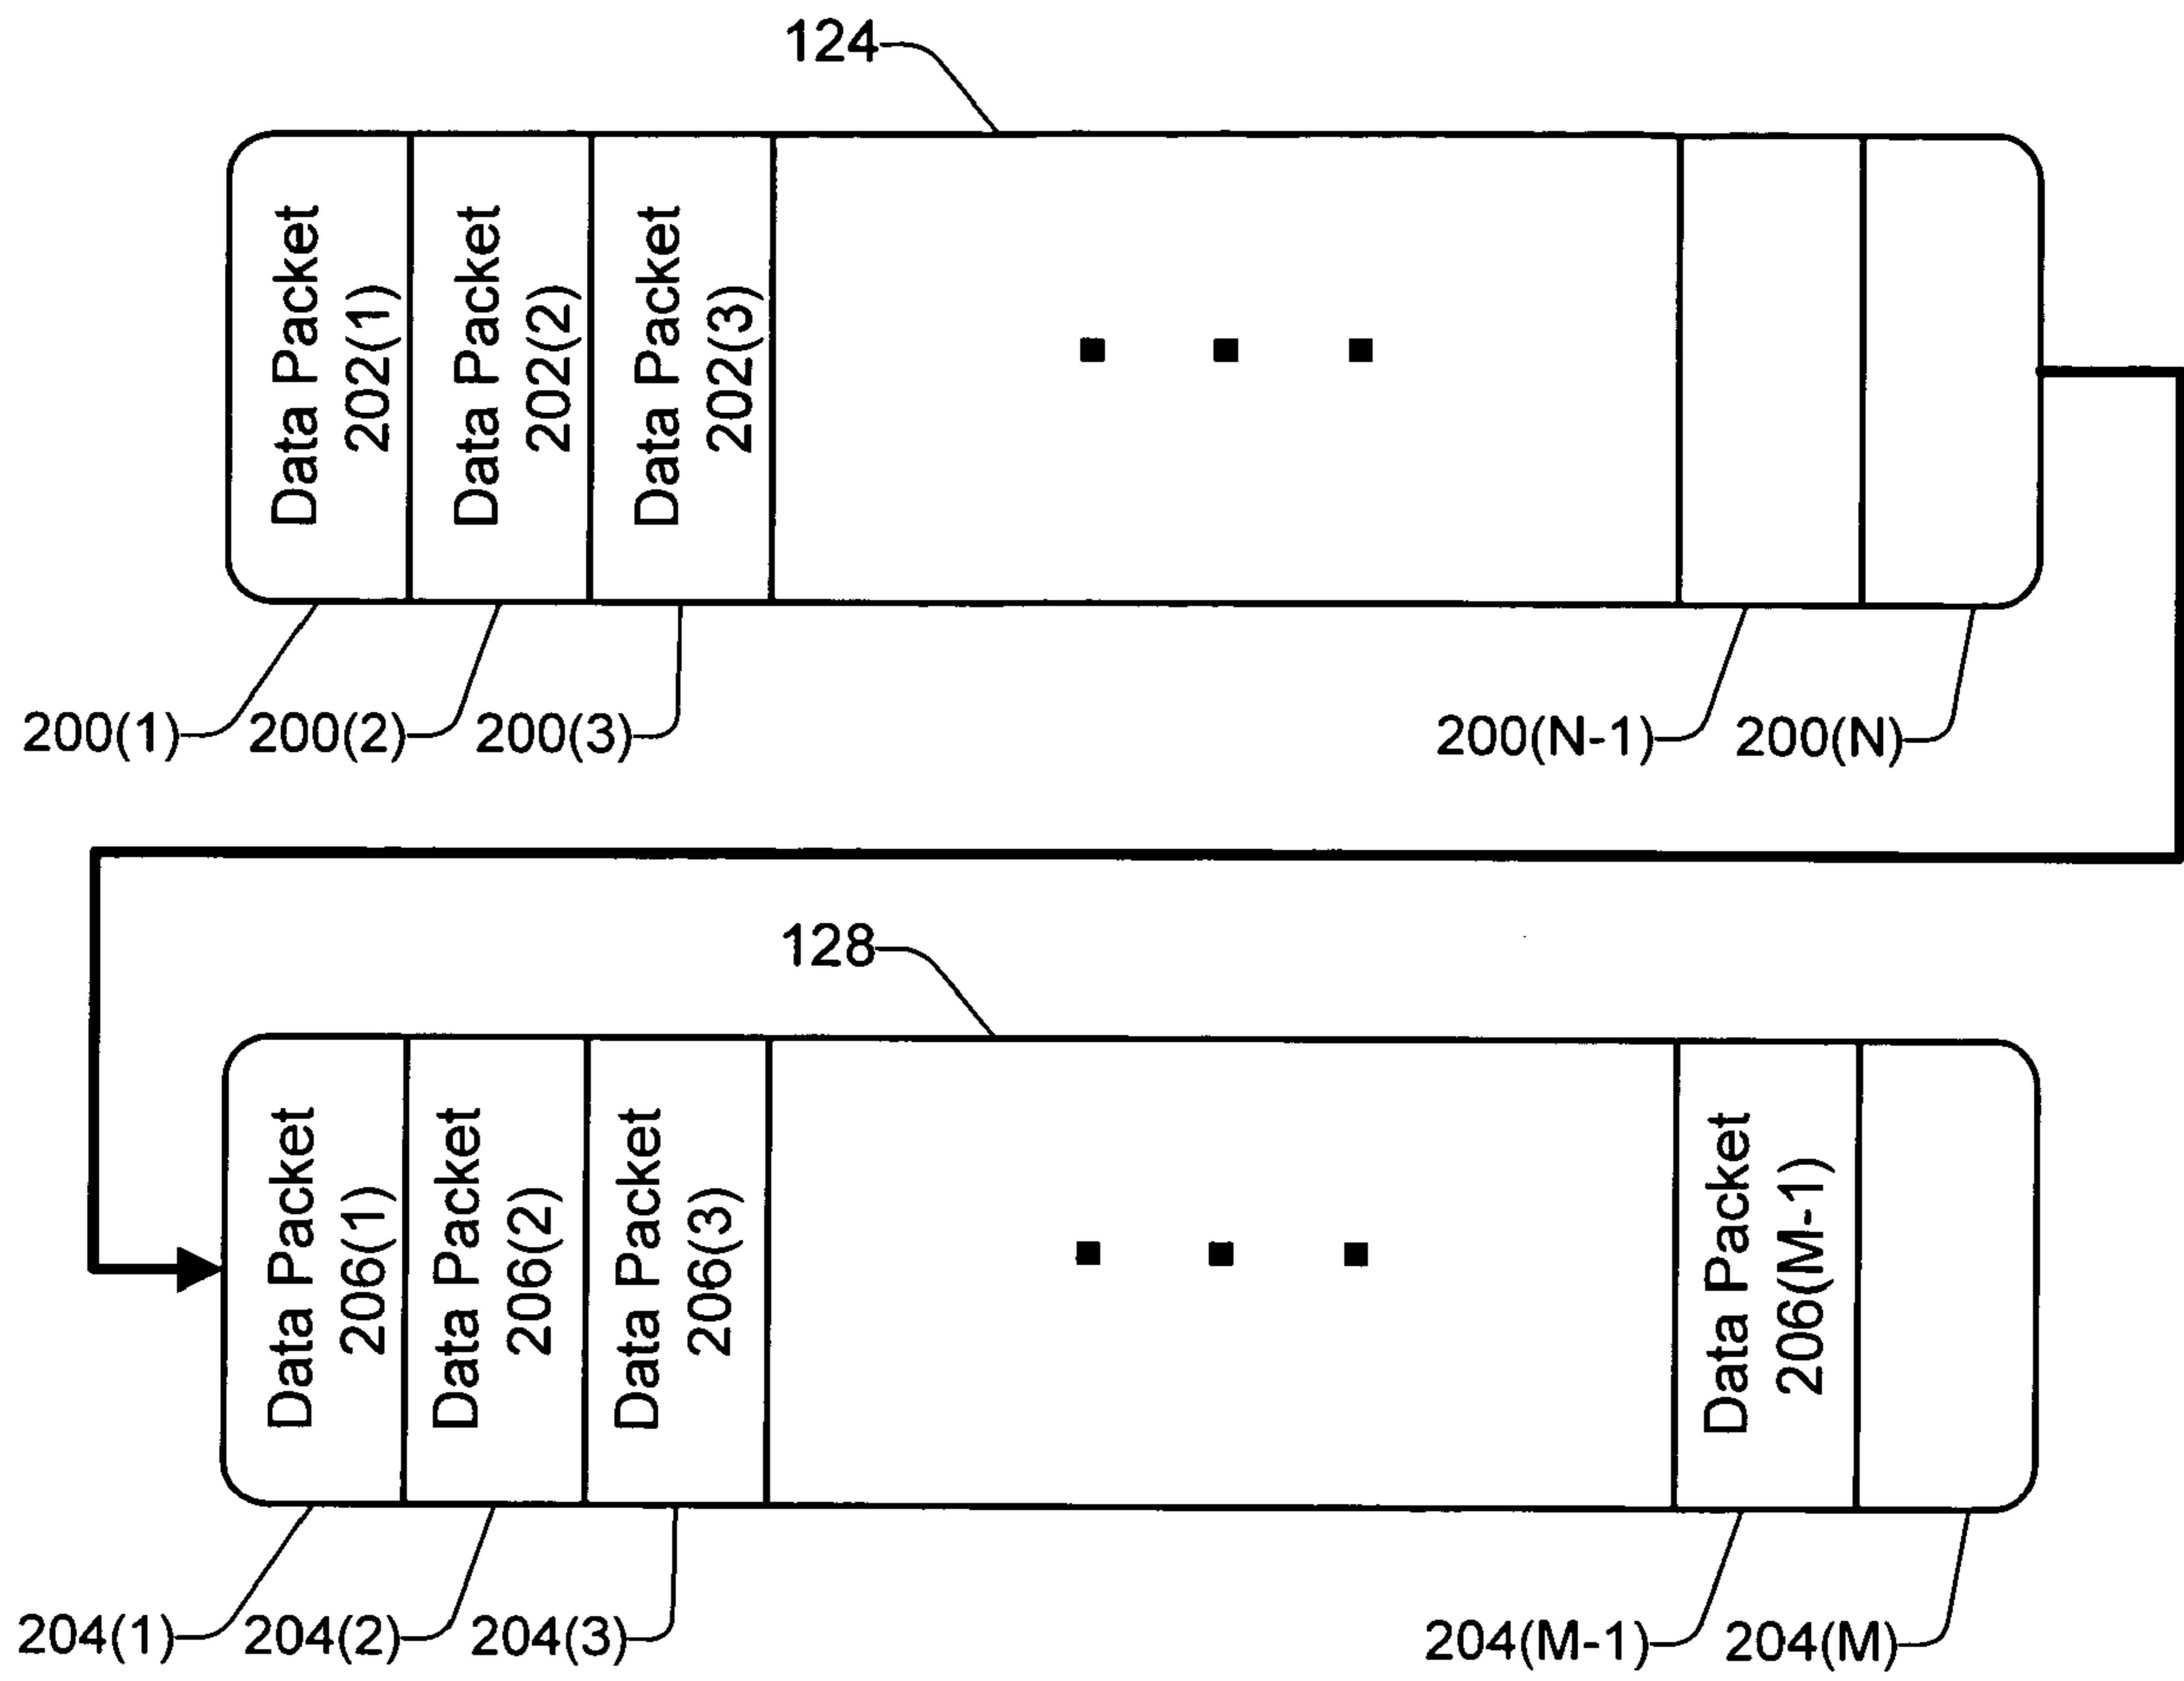 124
Data Packet
202(1)
Data Packet
202(2)
Data Packet
202(3)
200(1)
200(2)
200(3)
200(N-1)
200(N)
128
Data Packet
206(1)
Data Packet
206(2)
Data Packet
206(3)
Data Packet
206(M-1)
204(1)
204(2)
204(3)
204(M-1)
204(M)